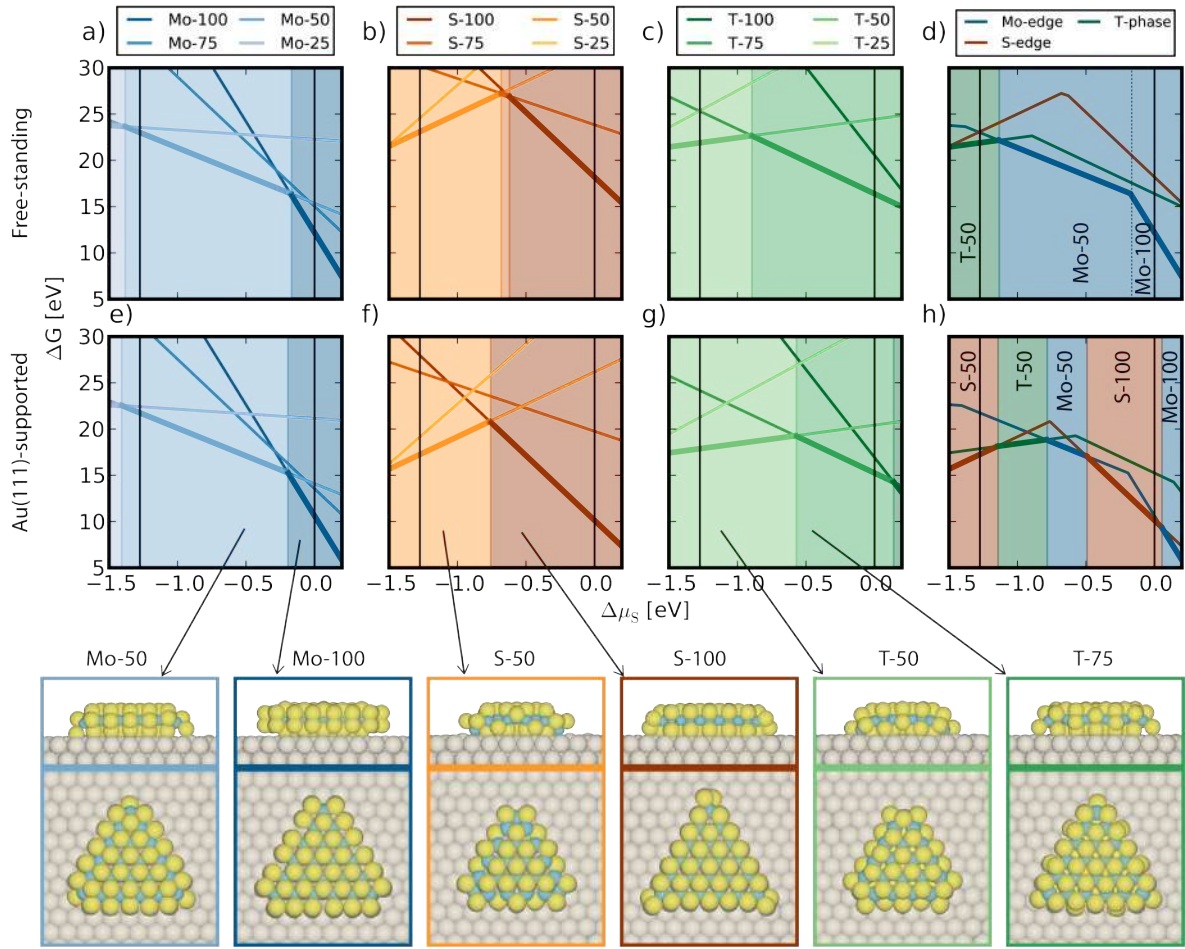 a)
Mo-100 Mo-50
Mo-75 Mo-25
b)
S-100 S-50
S-75 S-25
c)
T-100 T-50
T-75 T-25
d)
Mo-edge T-phase
S-edge
Free-standing
30
25
20
15
10
5
T-50
Mo-50
Mo-100
ΔG [eV]
e)
f)
g)
h)
Au(111)-supported
30
25
20
15
10
5
S-50
T-50
Mo-50
S-100
Mo-100
−1.5 −1.0 −0.5 0.0
−1.5 −1.0 −0.5 0.0
−1.5 −1.0 −0.5 0.0
−1.5 −1.0 −0.5 0.0
Δμ_S [eV]
Mo-50 Mo-100 S-50 S-100 T-50 T-75